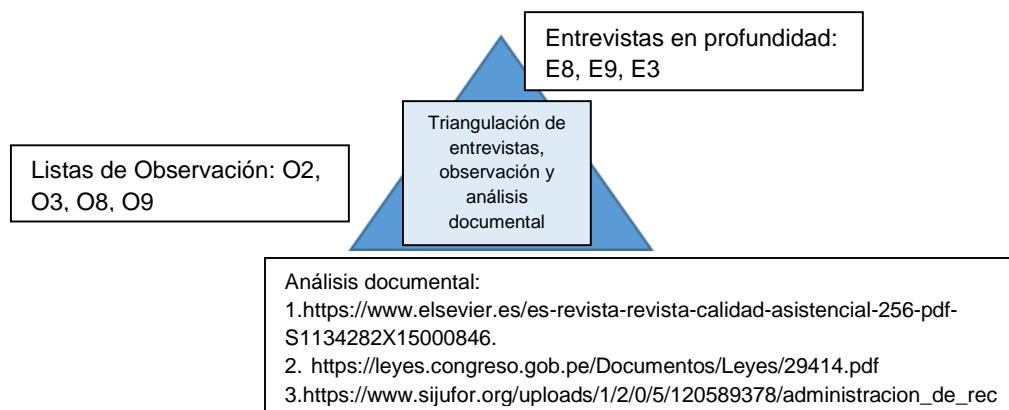 Entrevistas en profundidad:
E8, E9, E3
Triangulación de
entrevistas,
observación y
análisis
documental
Listas de Observación: O2,
O3, O8, O9
Análisis documental:
1.https://www.elsevier.es/es-revista-revista-calidad-asistencial-256-pdf-
S1134282X15000846.
2. https://leyes.congreso.gob.pe/Documentos/Leyes/29414.pdf
3.https://www.sijufor.org/uploads/1/2/0/5/120589378/administracion_de_rec